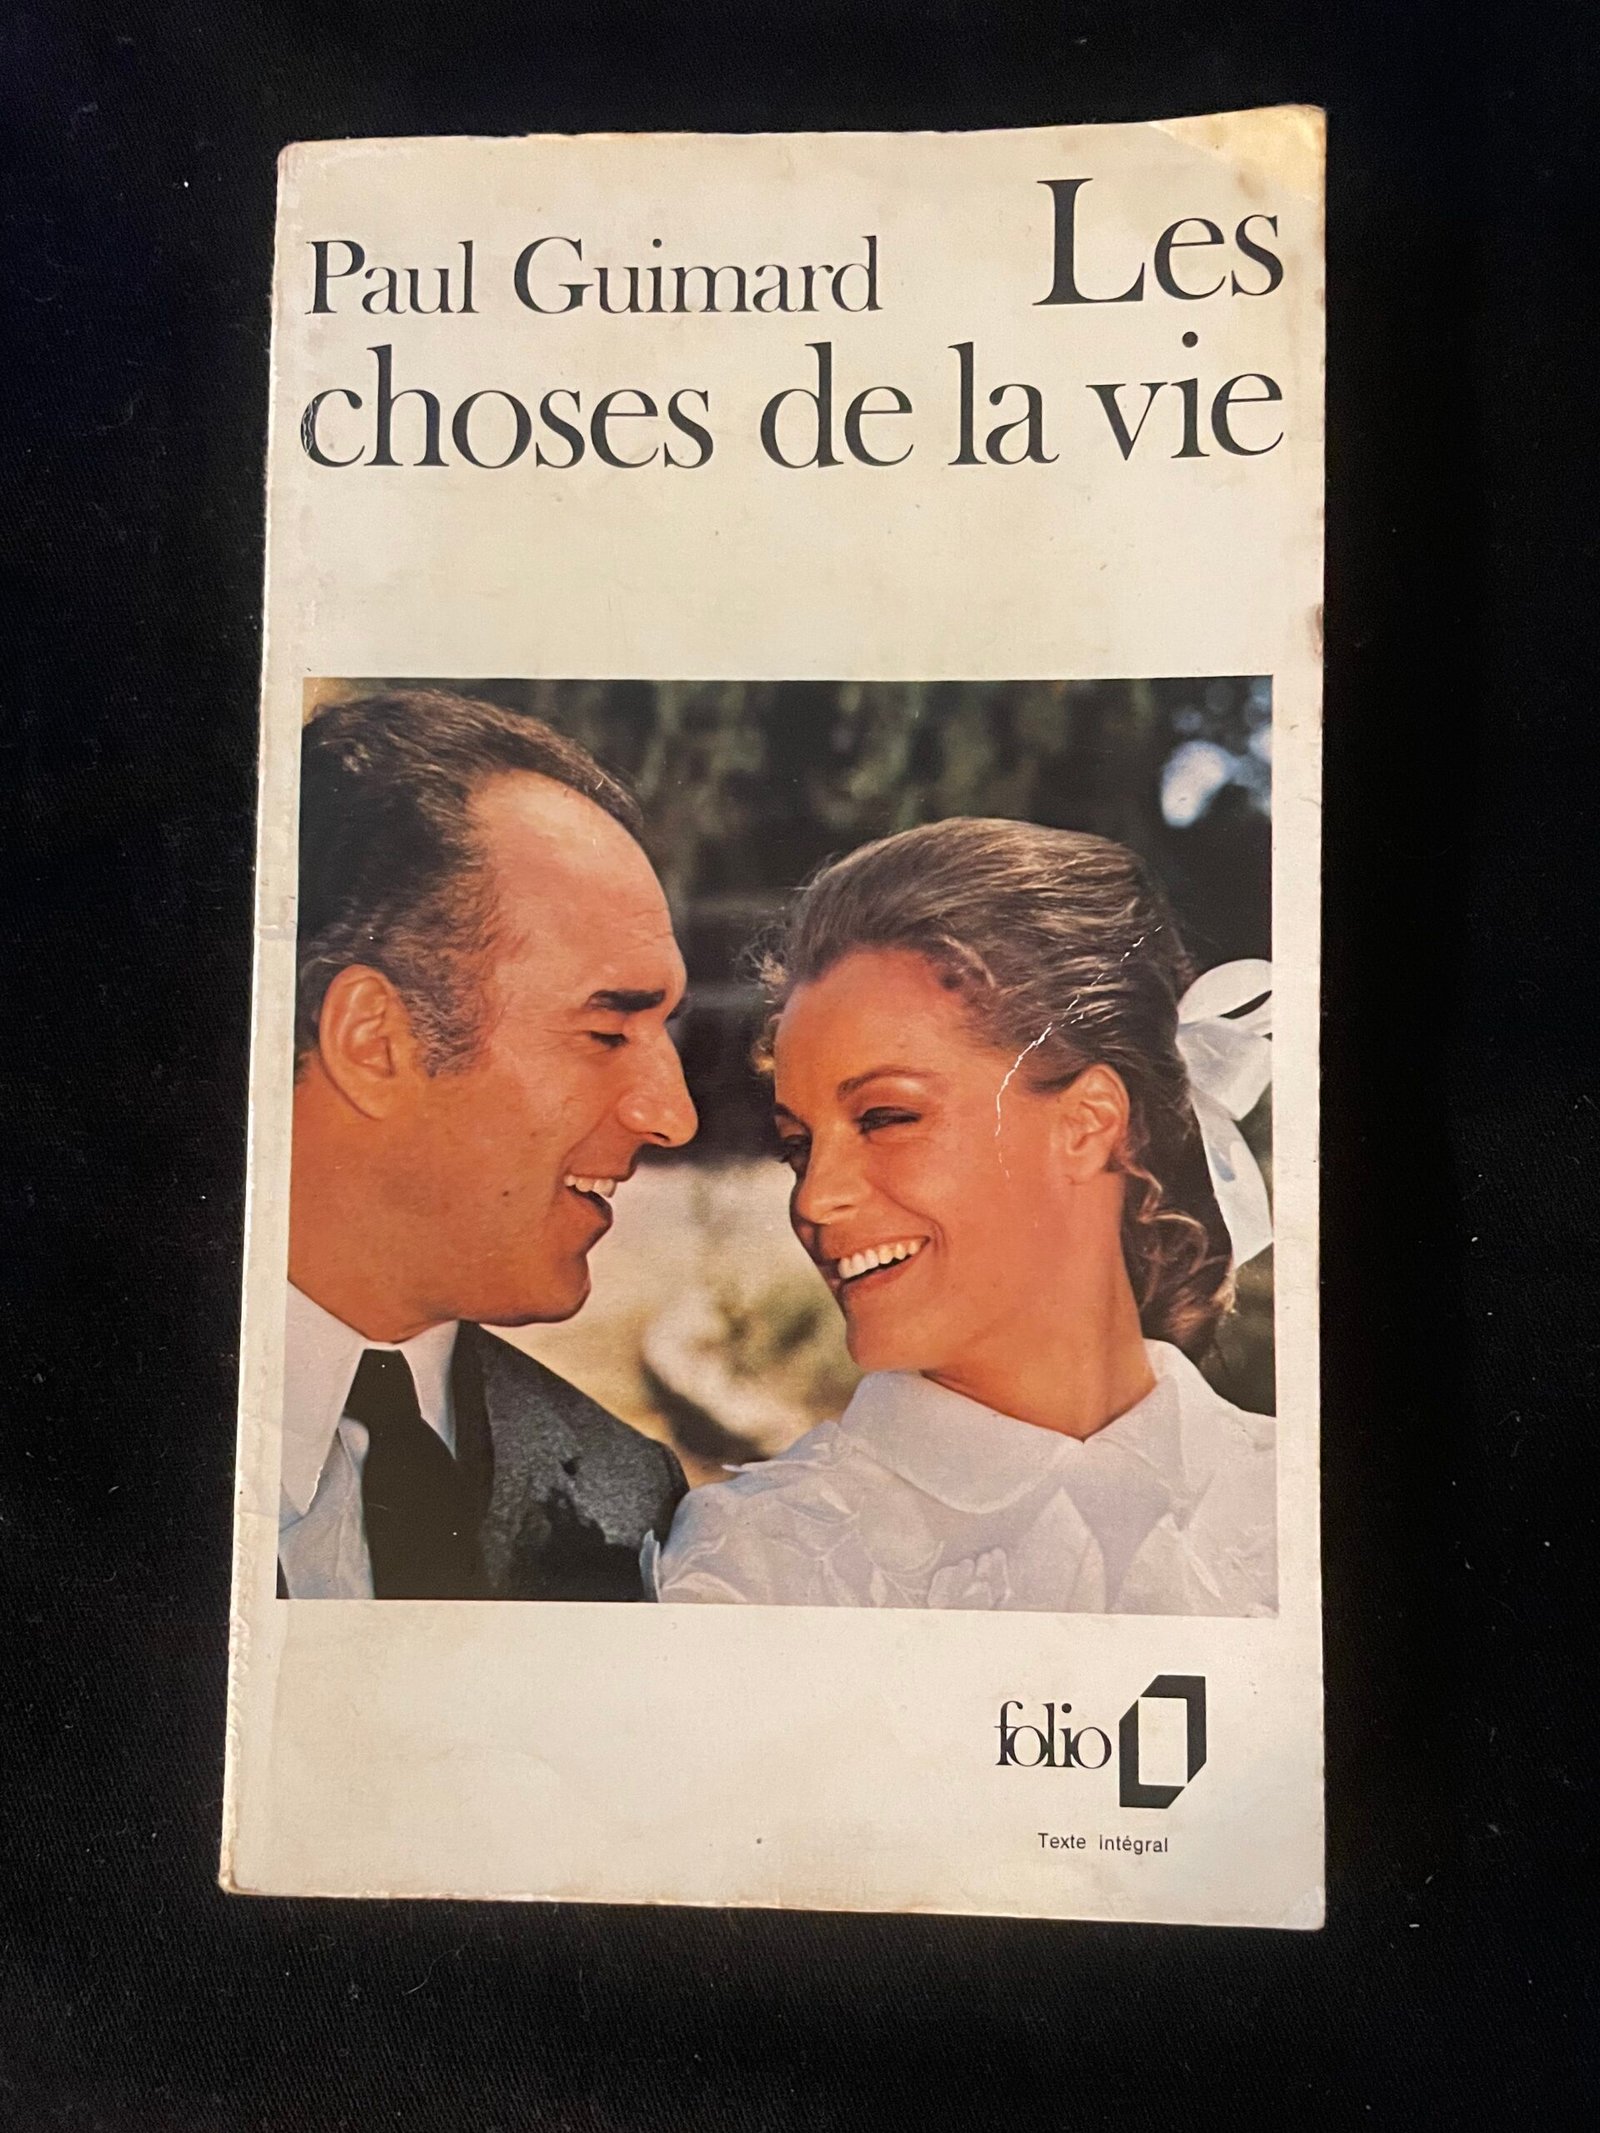 Paul Guimard Les
choses de la vie
folio
Texte intégral